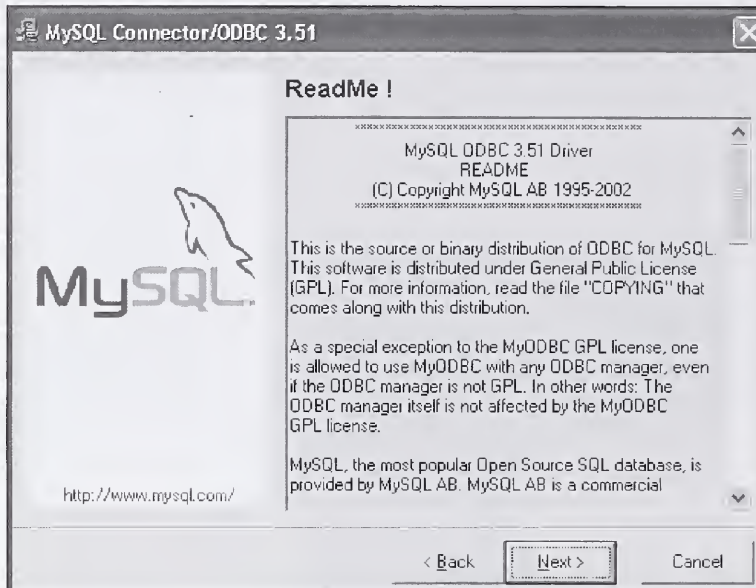 MySQL Connector/ODBC 3.51
ReadMe !
MySQL ODBC 3.51 Driver
README
(C) Copyright MySQL AB 1995-2002
This is the source or binary distribution of ODBC for MySQL.
This software is distributed under General Public License
(GPL). For more information, read the file "COPYING" that
comes along with this distribution.
As a special exception to the MyODBC GPL license, one
is allowed to use MyODBC with any ODBC manager, even
if the ODBC manager is not GPL. In other words: The
ODBC manager itself is not affected by the MyODBC
GPL license.
MySQL, the most popular Open Source SQL database, is
provided by MySQL AB. MySQL AB is a commercial
MySQL.
http://www.mysql.com/
< Back
Next >
Cancel